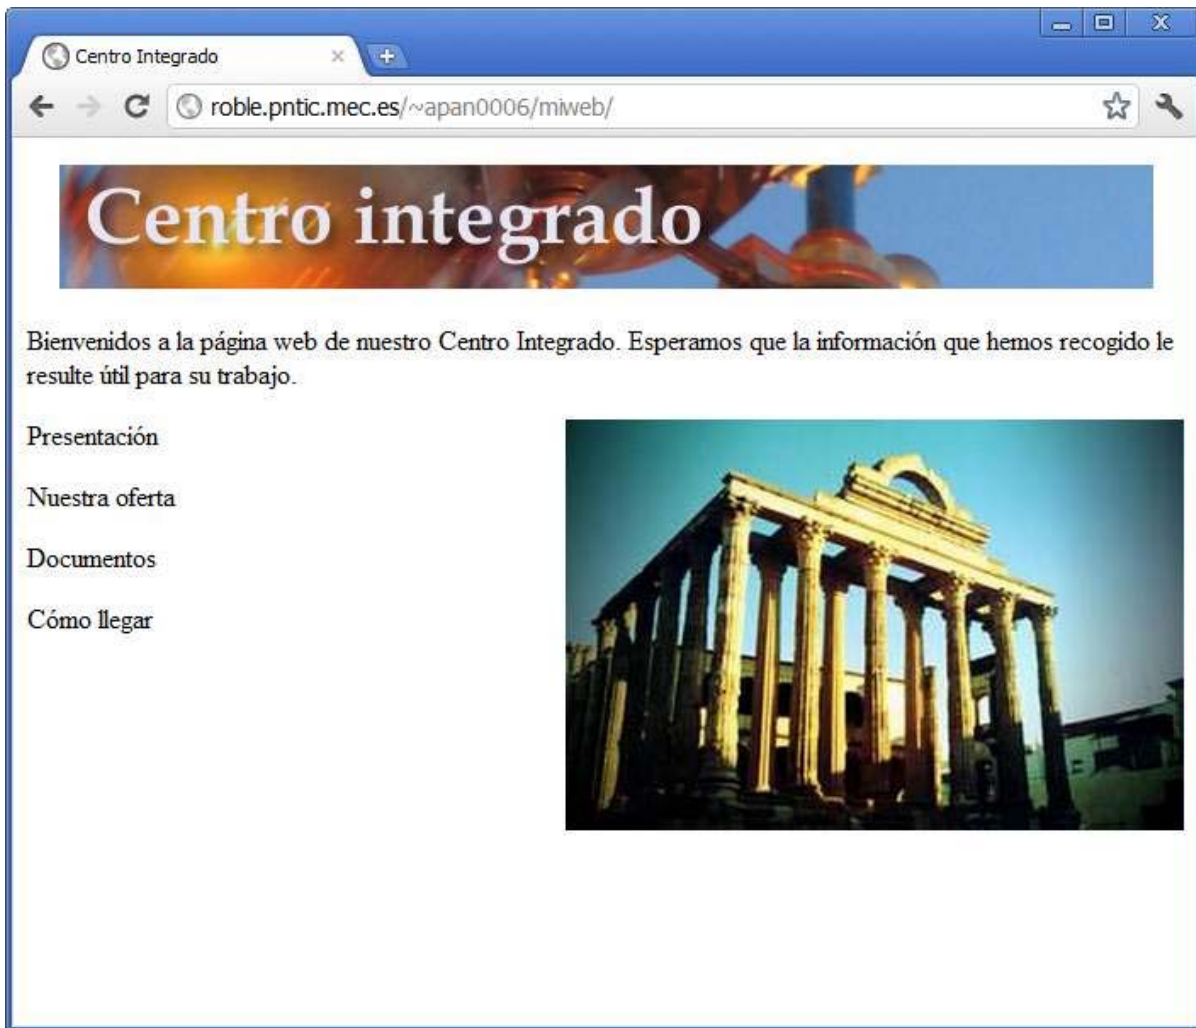 Centro Integrado
roble.pntic.mec.es/~apan0006/miweb/
Centro integrado
Bienvenidos a la página web de nuestro Centro Integrado. Esperamos que la información que hemos recogido le
resulte útil para su trabajo.
Presentación
Nuestra oferta
Documentos
Cómo llegar